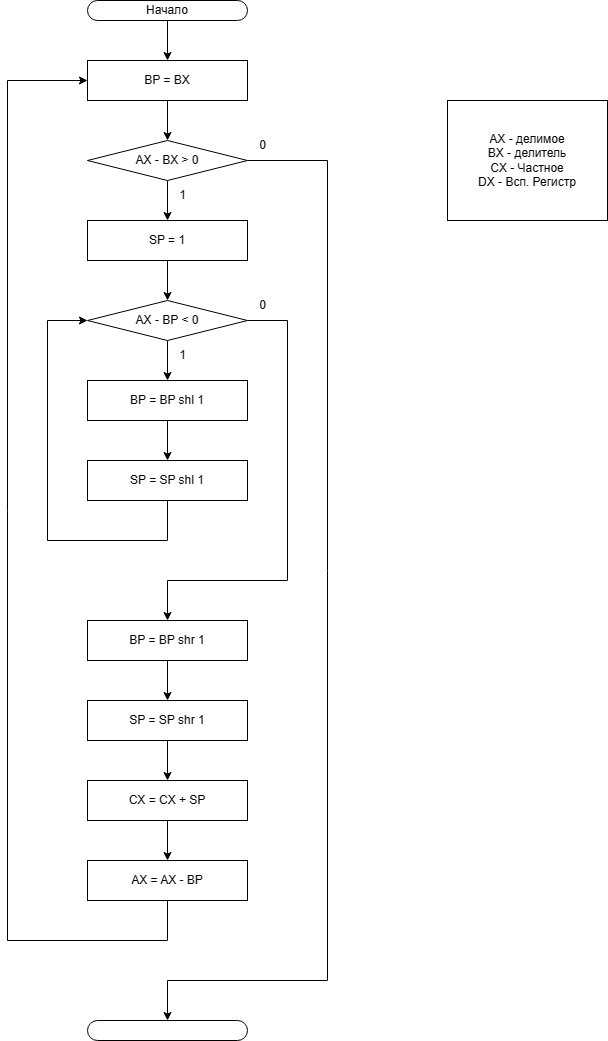 Начало
BP = BX
AX - BX > 0
0
1
SP = 1
AX - BP < 0
0
1
BP = BP shl 1
SP = SP shl 1
BP = BP shr 1
SP = SP shr 1
CX = CX + SP
AX = AX - BP
AX - делимое
BX - делитель
CX - Частное
DX - Всп. Регистр